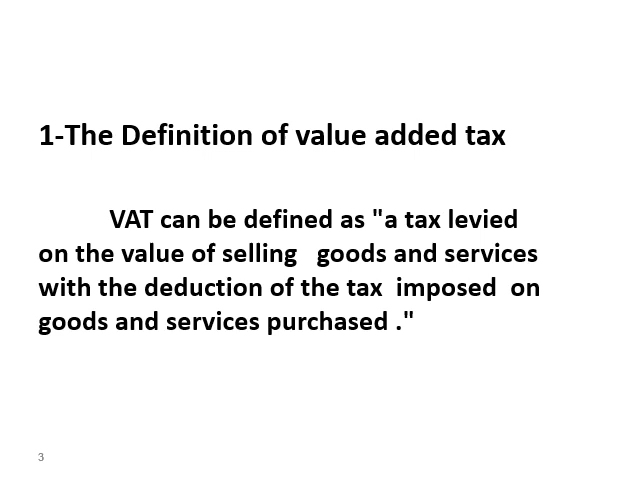 1-The Definition of value added tax
VAT can be defined as "a tax levied
on the value of selling   goods and services
with the deduction of the tax  imposed  on
goods and services purchased ."
3